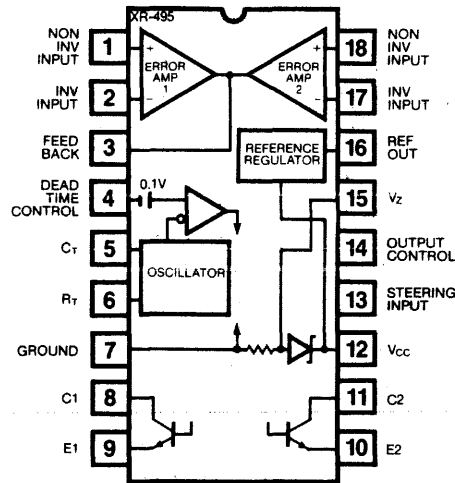 XR-495
NON
INV
INPUT
1
+
ERROR
AMP
1
+
ERROR
AMP
2
18
NON
INV
INPUT
INV
INPUT
2
−
−
17
INV
INPUT
FEED
BACK
3
REFERENCE
REGULATOR
16
REF
OUT
DEAD
TIME
CONTROL
4
0.1V
15
VZ
CT
5
OSCILLATOR
14
OUTPUT
CONTROL
RT
6
13
STEERING
INPUT
GROUND
7
12
VCC
C1
8
11
C2
E1
9
10
E2